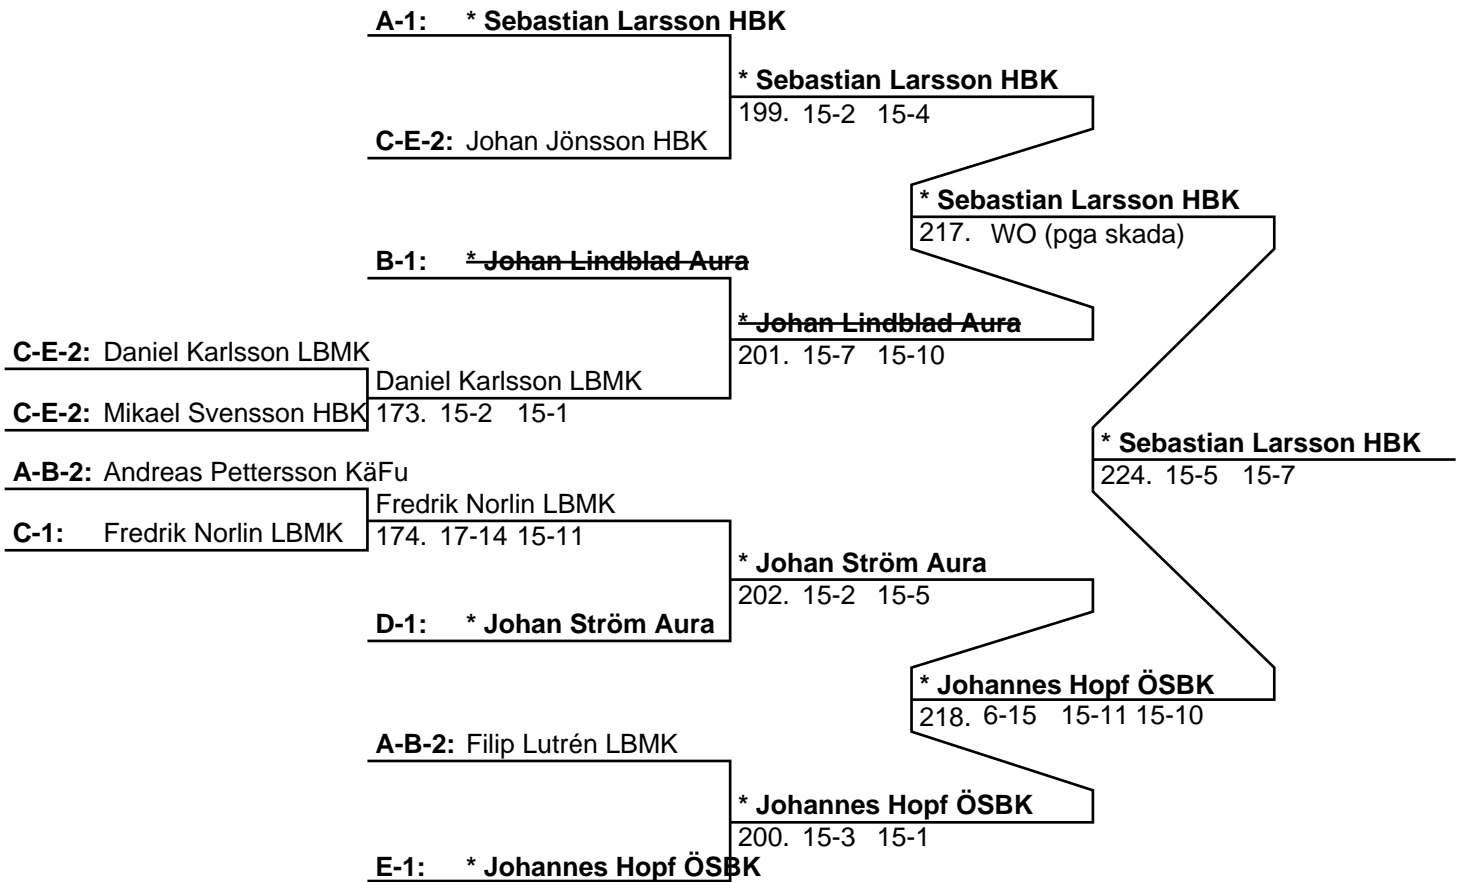 A-1: * Sebastian Larsson HBK
* Sebastian Larsson HBK
199. 15-2 15-4
C-E-2: Johan Jönsson HBK
* Sebastian Larsson HBK
217. WO (pga skada)
B-1: * Johan Lindblad Aura
* Johan Lindblad Aura
201. 15-7 15-10
C-E-2: Daniel Karlsson LBMK
Daniel Karlsson LBMK
C-E-2: Mikael Svensson HBK
173. 15-2 15-1
* Sebastian Larsson HBK
224. 15-5 15-7
A-B-2: Andreas Pettersson KäFu
Fredrik Norlin LBMK
C-1: Fredrik Norlin LBMK
174. 17-14 15-11
* Johan Ström Aura
202. 15-2 15-5
D-1: * Johan Ström Aura
* Johannes Hopf ÖSBK
218. 6-15 15-11 15-10
A-B-2: Filip Lutrén LBMK
* Johannes Hopf ÖSBK
200. 15-3 15-1
E-1: * Johannes Hopf ÖSBK